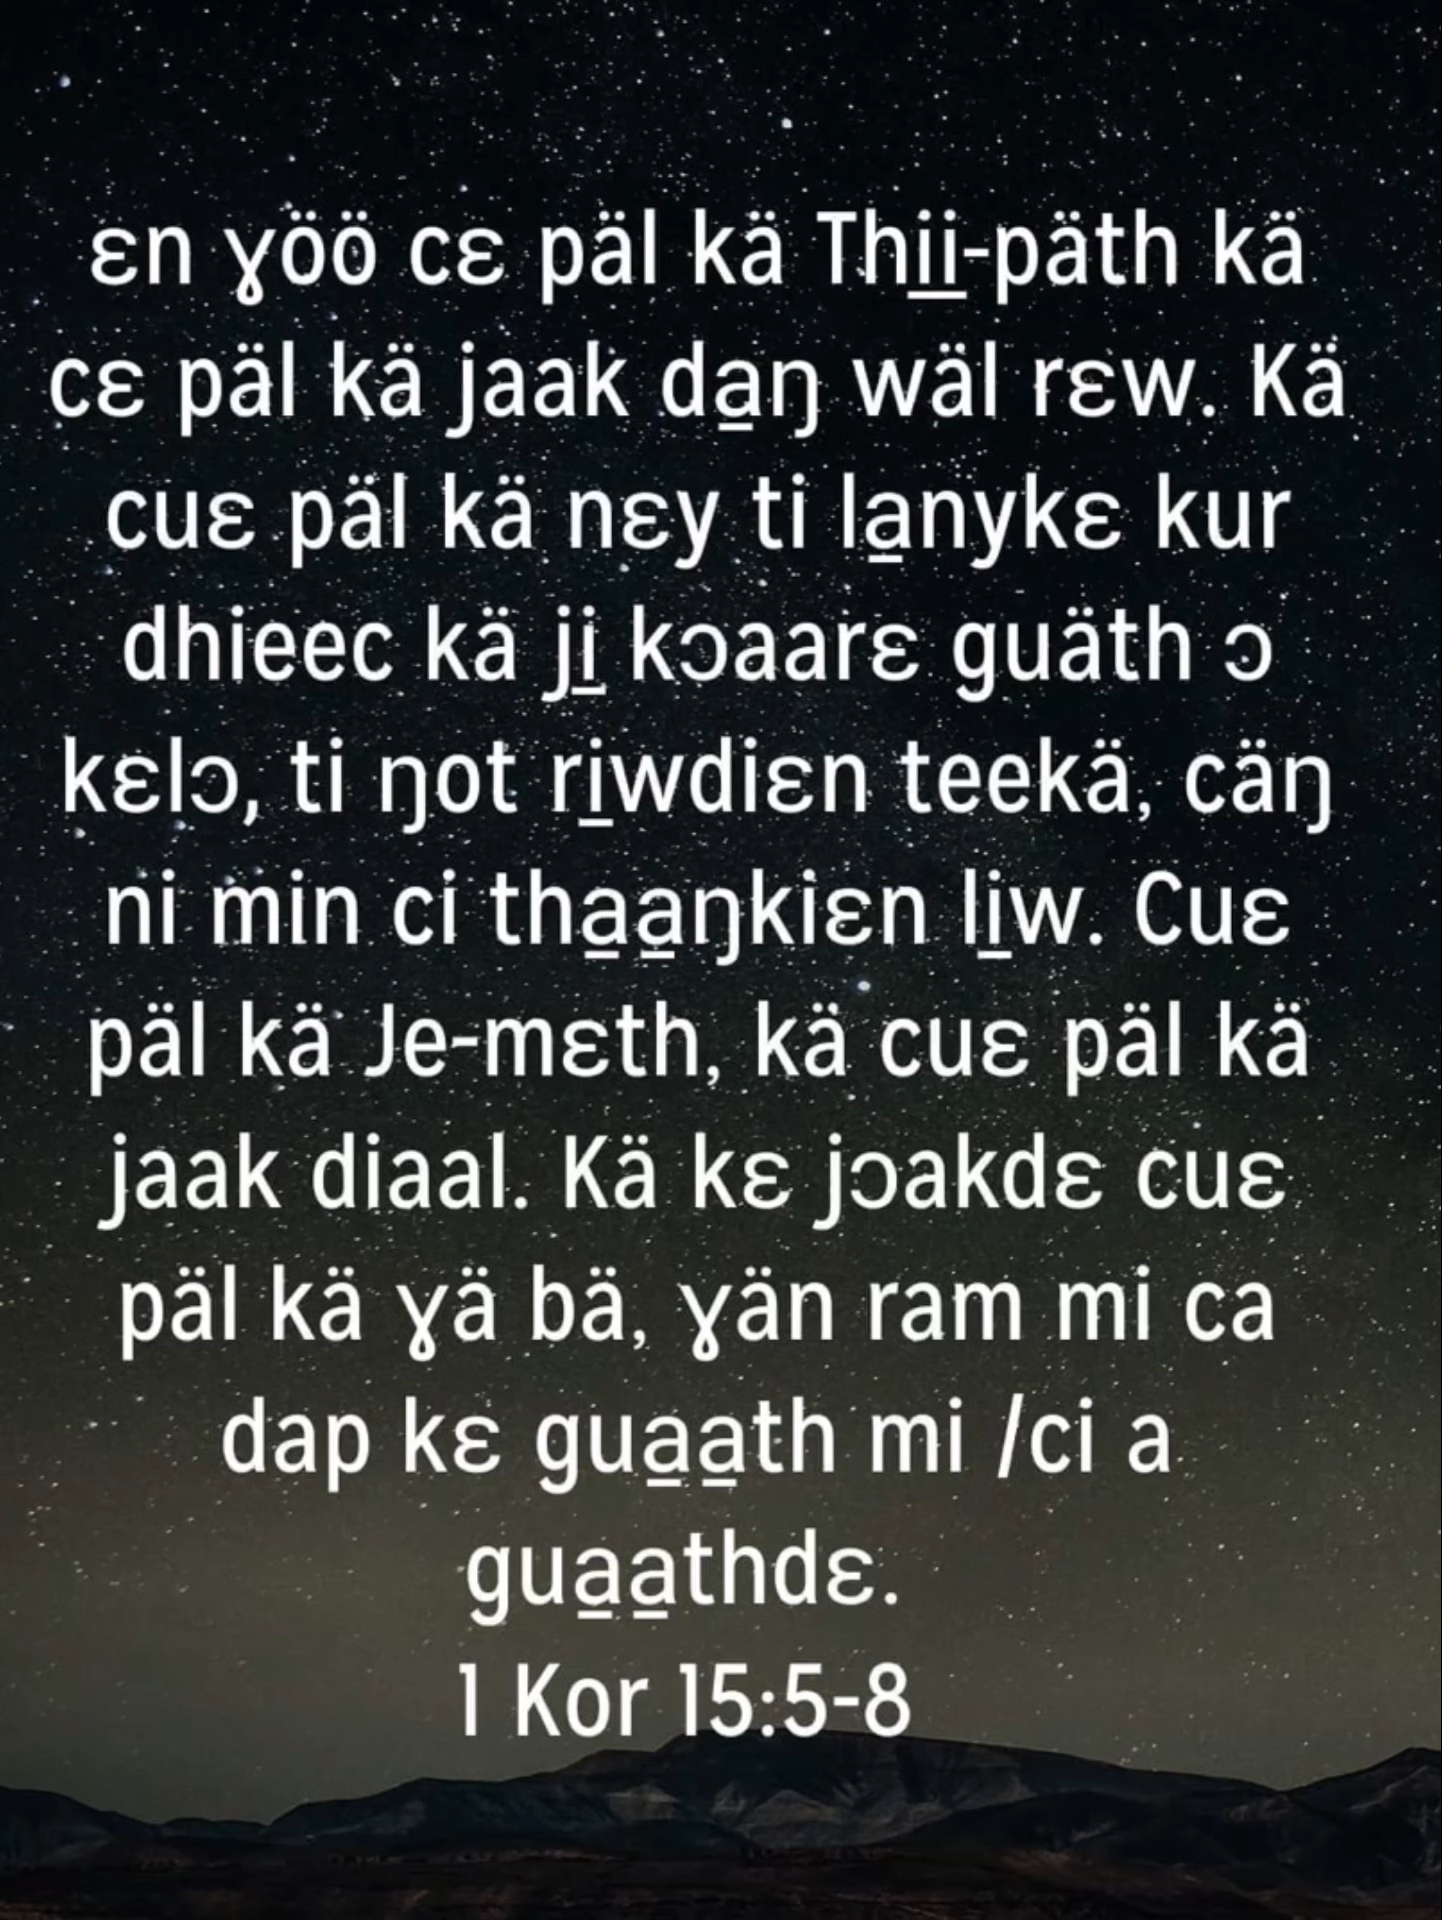 ɛn ɣöö cɛ päl kä Thi̱i̱-päth kä
cɛ päl kä jaak da̱ŋ wäl rɛw. Kä
cuɛ päl kä nɛy ti la̱nykɛ kur
dhieec kä ji̱ kɔaarɛ guäth ɔ
kɛlɔ, ti ŋot ri̱wdiɛn teekä, cäŋ
ni min ci tha̱a̱ŋkiɛn li̱w. Cuɛ
päl kä Je-mɛth, kä cuɛ päl kä
jaak diaal. Kä kɛ jɔakdɛ cuɛ
päl kä ɣä bä, ɣän ram mi ca
dap kɛ gua̱a̱th mi /ci a
gua̱a̱thdɛ.
1 Kor 15:5-8